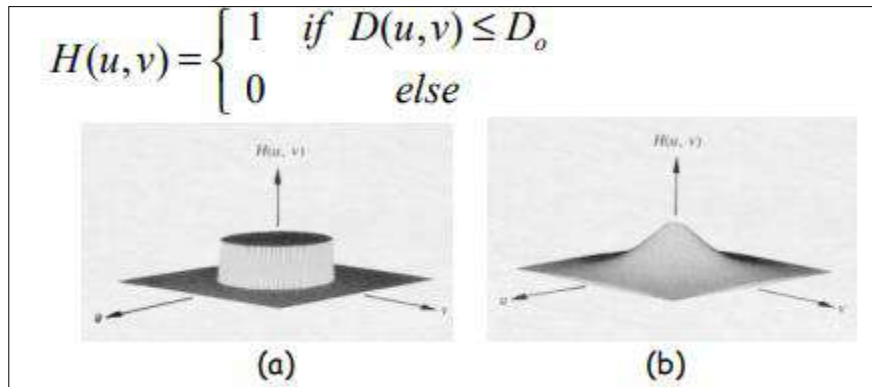 H(u,v) = { 1 if D(u,v) ≤ D_o
0 else
H(u, v) H(u, v)
u v u v
(a) (b)